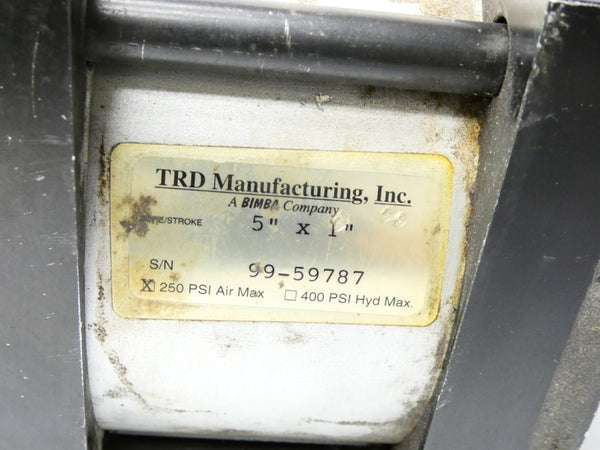 TRD Manufacturing, Inc.
A BIMBA Company
/STROKE 5" x 1"
S/N 99-59787
X 250 PSI Air Max □ 400 PSI Hyd Max.